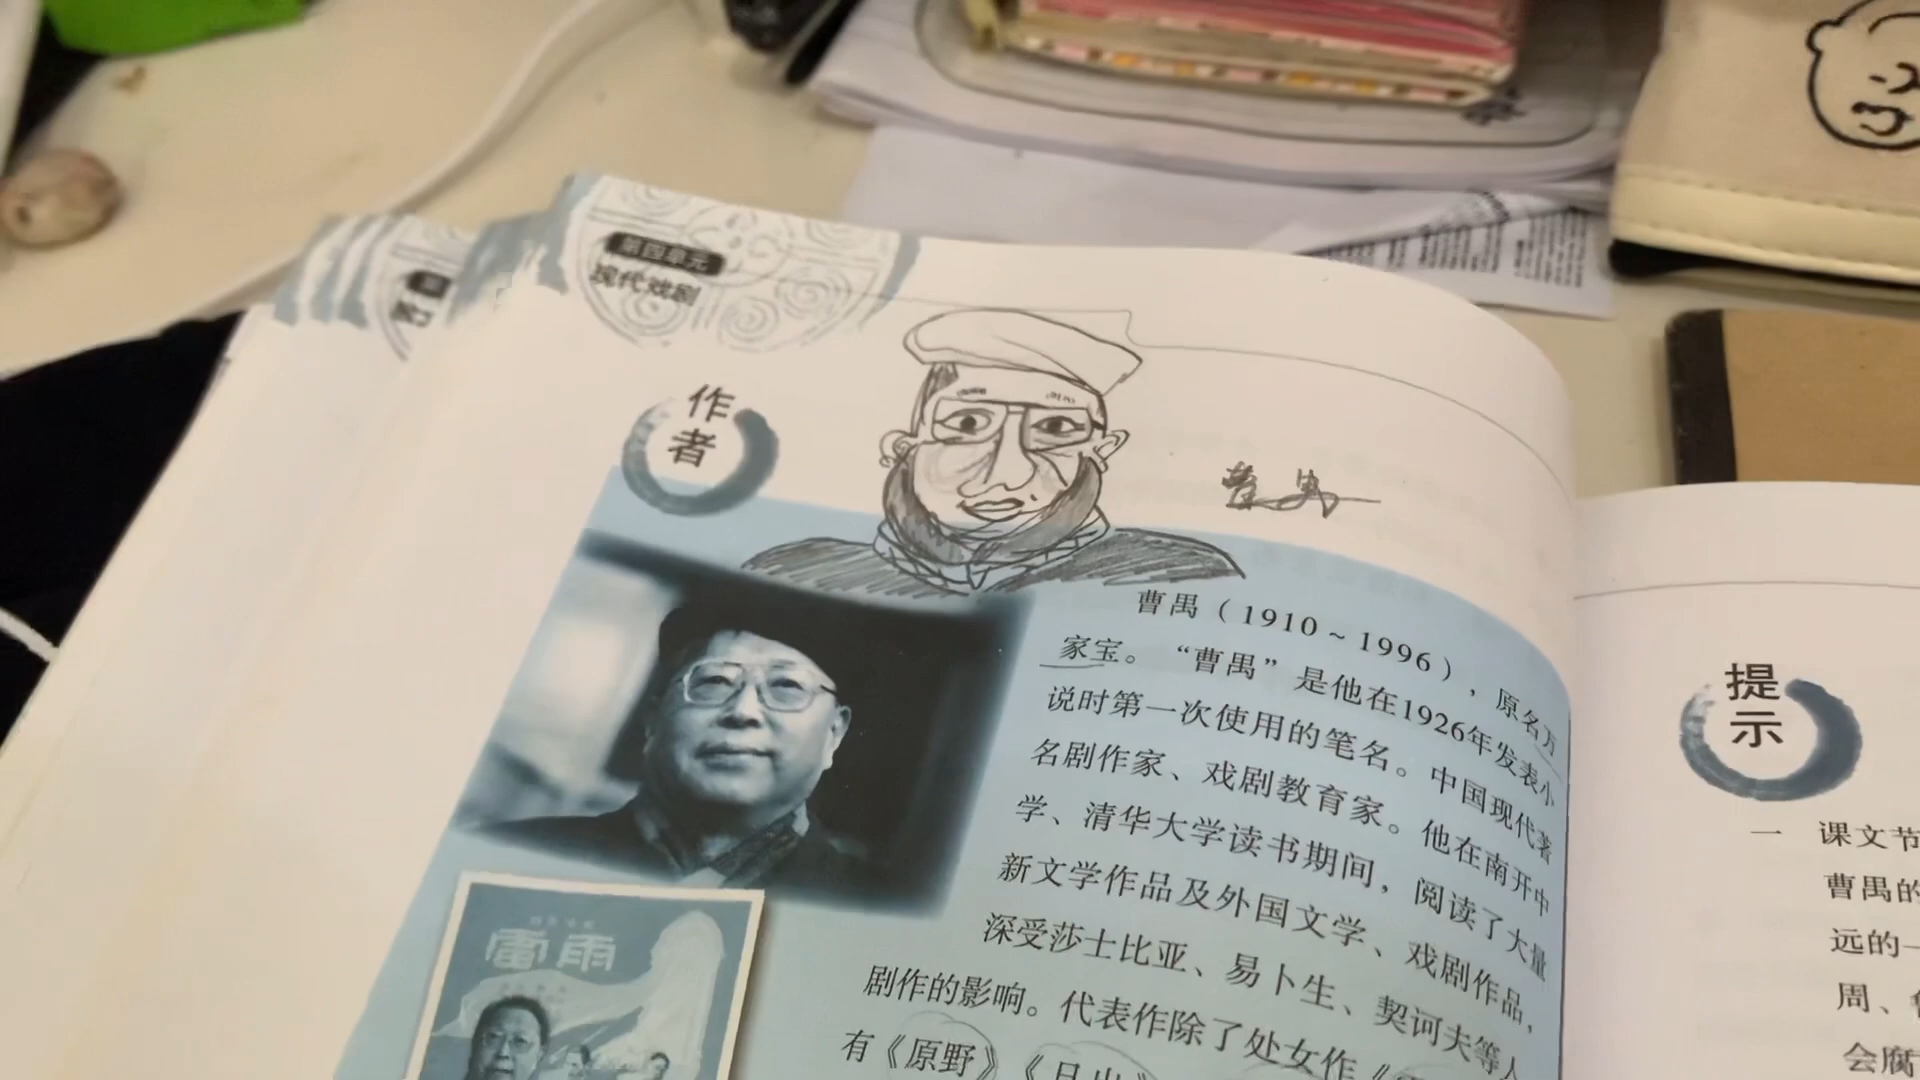 第四单元
现代戏剧
作者
曹禺
曹禺（1910～1996），原名万
家宝。“曹禺”是他在1926年发表小
说时第一次使用的笔名。中国现代著
名剧作家、戏剧教育家。他在南开中
学、清华大学读书期间，阅读了大量
新文学作品及外国文学、戏剧作品，
深受莎士比亚、易卜生、契诃夫等人
剧作的影响。代表作除了处女作《
有《原野》《日出》
雷雨
提示
一 课文节
曹禺的
远的一
周、
会腐